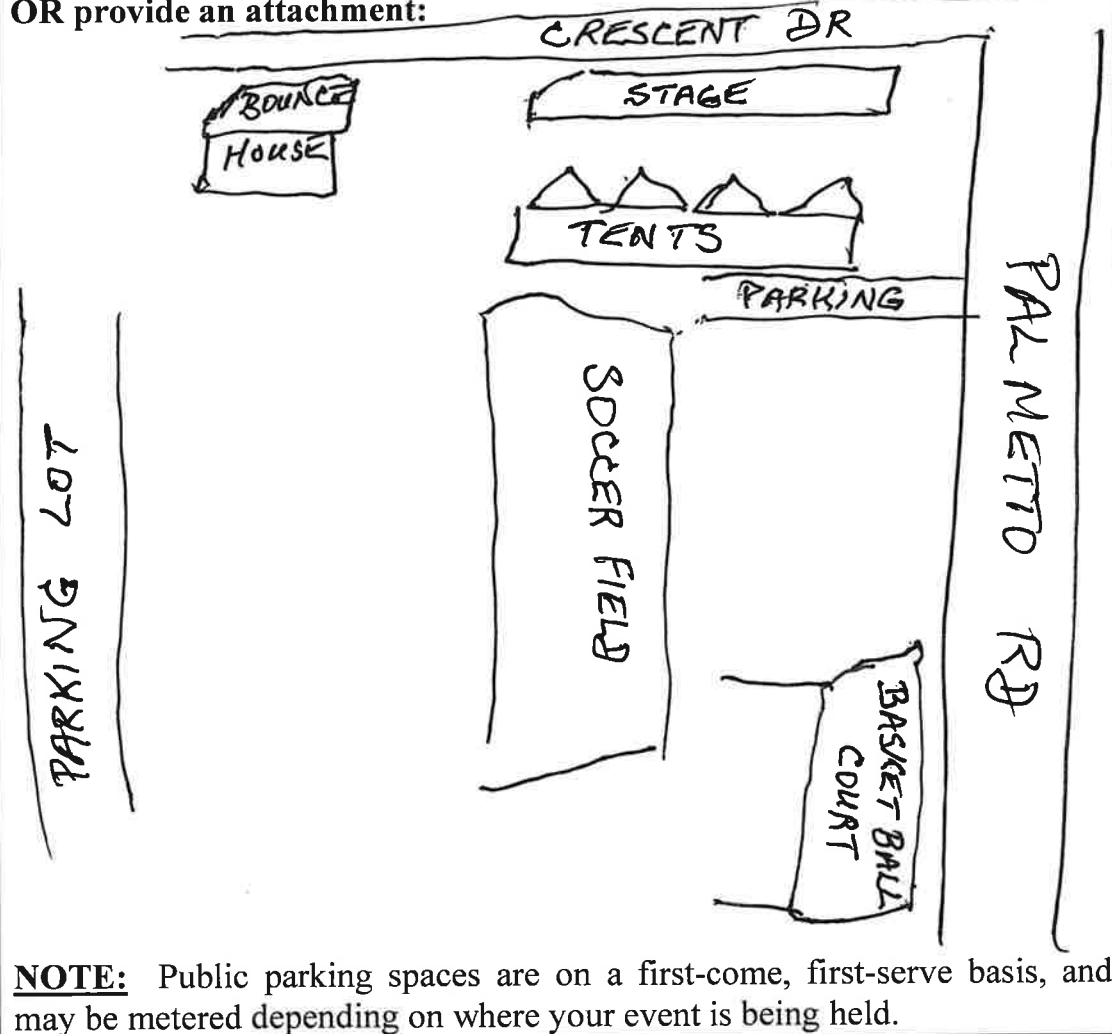 OR provide an attachment:
CRESCENT DR
BOUNCE
HOUSE
STAGE
TENTS
PARKING
PALMETTO RD
SOCCER FIELD
PARKING LOT
BASKET BALL
COURT
NOTE: Public parking spaces are on a first-come, first-serve basis, and
may be metered depending on where your event is being held.